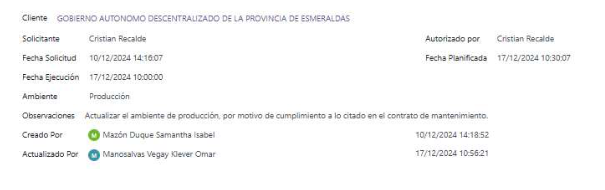 Cliente GOBIERNO AUTONOMO DESCENTRALIZADO DE LA PROVINCIA DE ESMERALDAS
Solicitante Cristian Recalde Autorizado por Cristian Recalde
Fecha Solicitud 10/12/2024 14:16:07 Fecha Planificada 17/12/2024 10:30:07
Fecha Ejecución 17/12/2024 10:00:00
Ambiente Producción
Observaciones Actualizar el ambiente de producción, por motivo de cumplimiento a lo citado en el contrato de mantenimiento.
Creado Por M Mazón Duque Samantha Isabel 10/12/2024 14:18:52
Actualizado Por M Manosalvas Vegay Klever Omar 17/12/2024 10:56:21